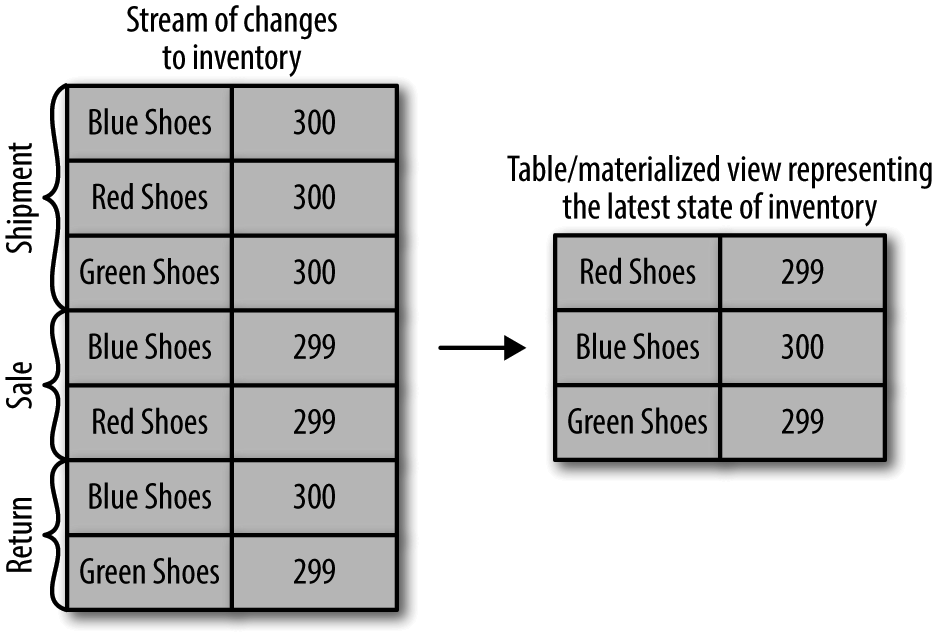 Stream of changes
to inventory
Shipment
Blue Shoes 300
Red Shoes 300
Green Shoes 300
Sale
Blue Shoes 299
Red Shoes 299
Return
Blue Shoes 300
Green Shoes 299
Table/materialized view representing
the latest state of inventory
Red Shoes 299
Blue Shoes 300
Green Shoes 299